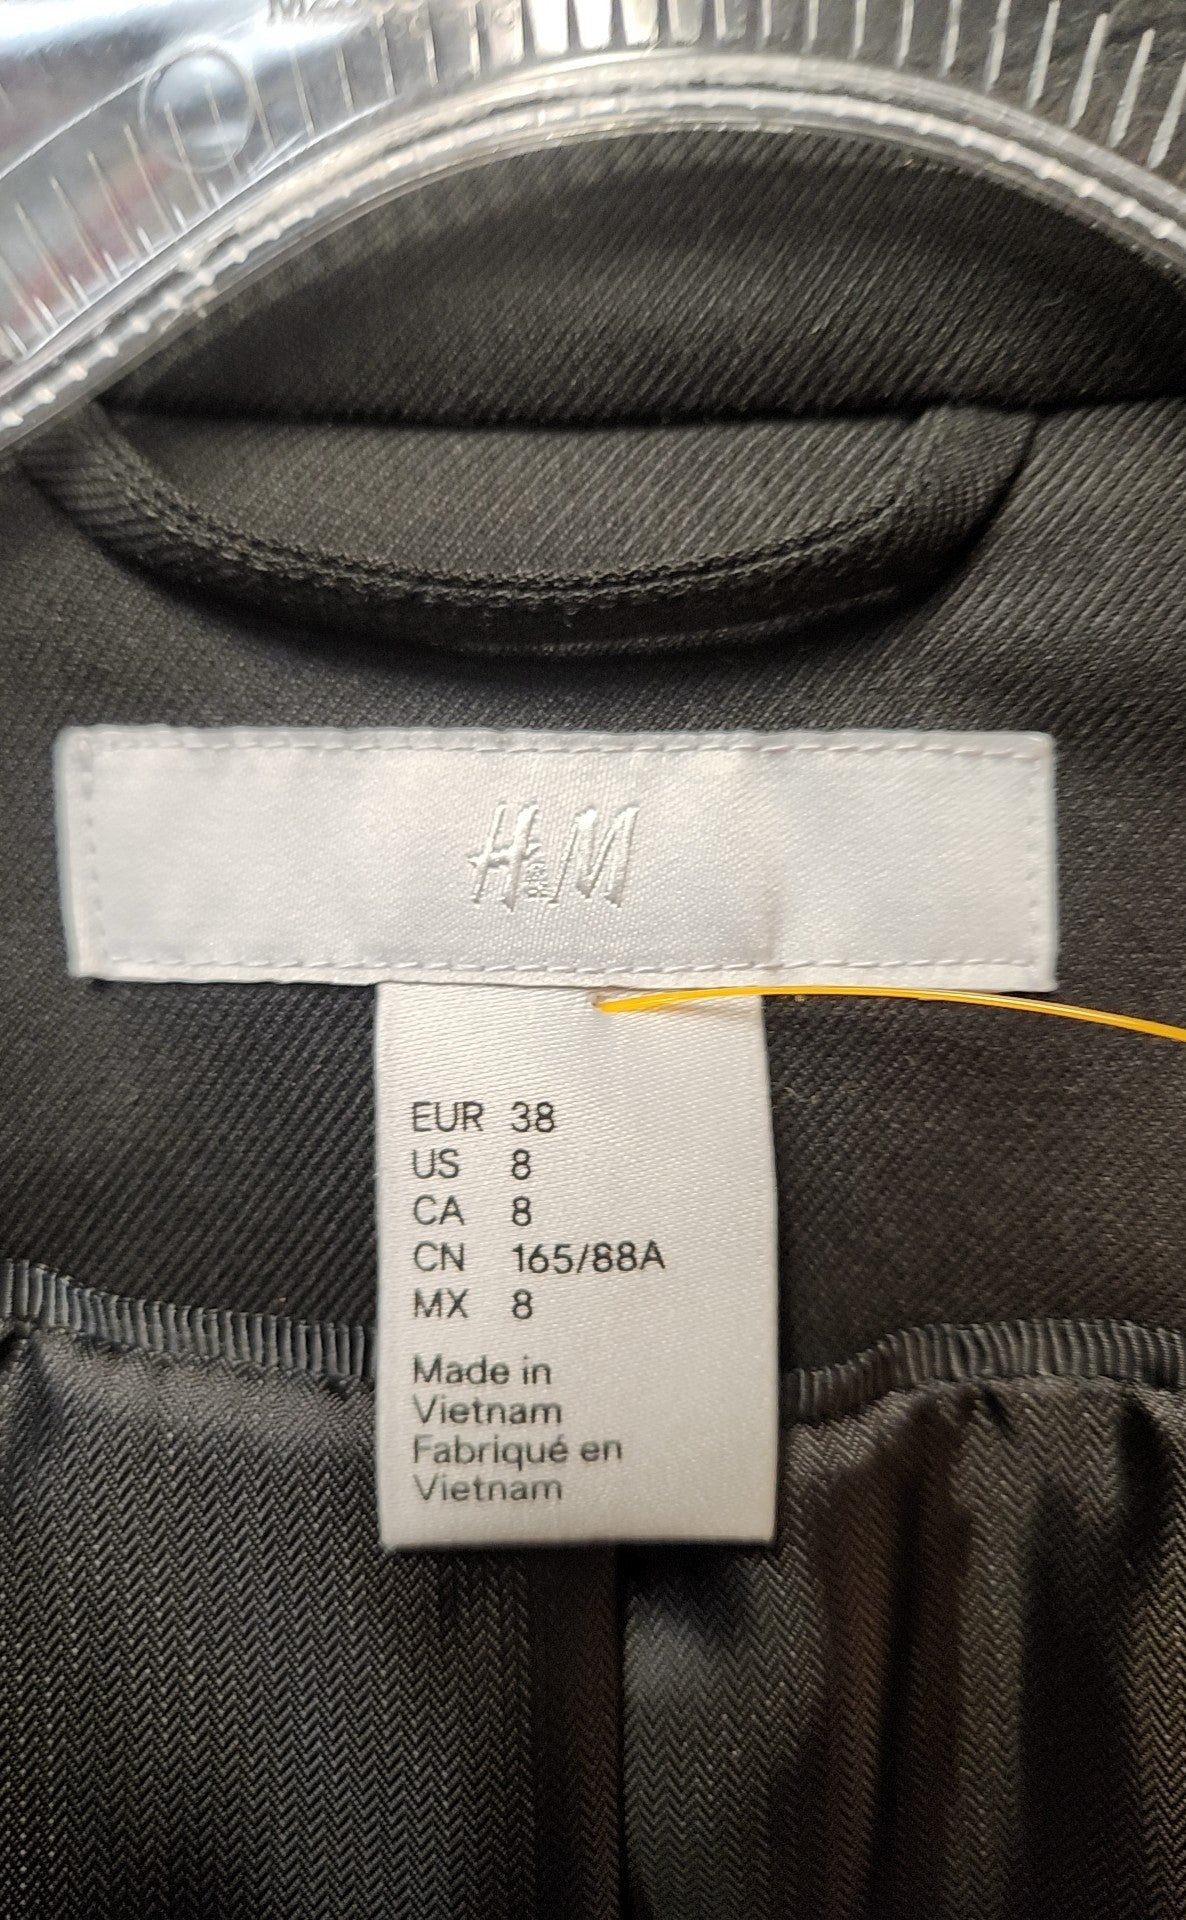 H&M
EUR 38
US 8
CA 8
CN 165/88A
MX 8
Made in
Vietnam
Fabriqué en
Vietnam